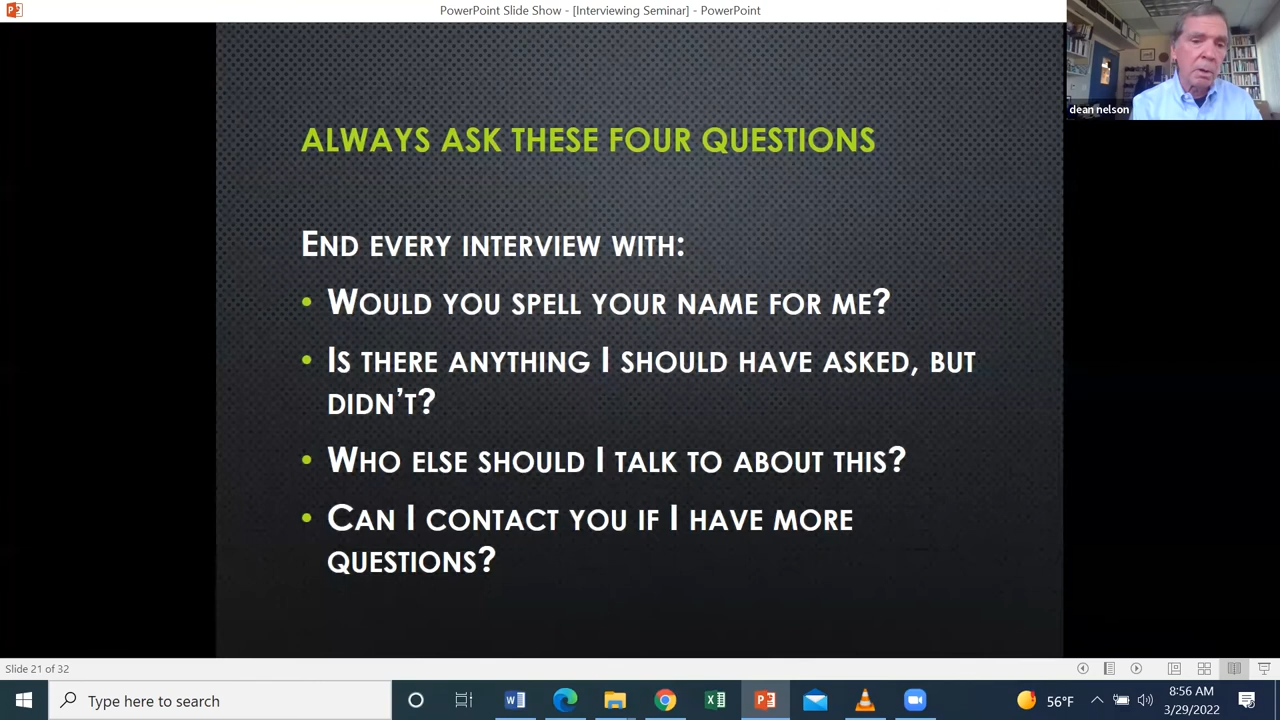 PowerPoint Slide Show - [Interviewing Seminar] - PowerPoint
dean nelson
ALWAYS ASK THESE FOUR QUESTIONS
END EVERY INTERVIEW WITH:
• WOULD YOU SPELL YOUR NAME FOR ME?
• IS THERE ANYTHING I SHOULD HAVE ASKED, BUT
DIDN'T?
• WHO ELSE SHOULD I TALK TO ABOUT THIS?
• CAN I CONTACT YOU IF I HAVE MORE
QUESTIONS?
Slide 21 of 32
Type here to search
56°F
8:56 AM
3/29/2022